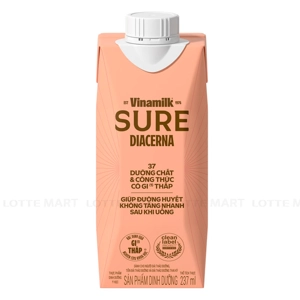 Vinamilk
SURE
DIACERNA
37
DƯỠNG CHẤT
& CÔNG THỨC
CÓ GI THẤP
GIÚP ĐƯỜNG HUYẾT
KHÔNG TĂNG NHANH
SAU KHI UỐNG
GI
THẤP
clean label
SẢN PHẨM DINH DƯỠNG
237 ml
LOTTE MART